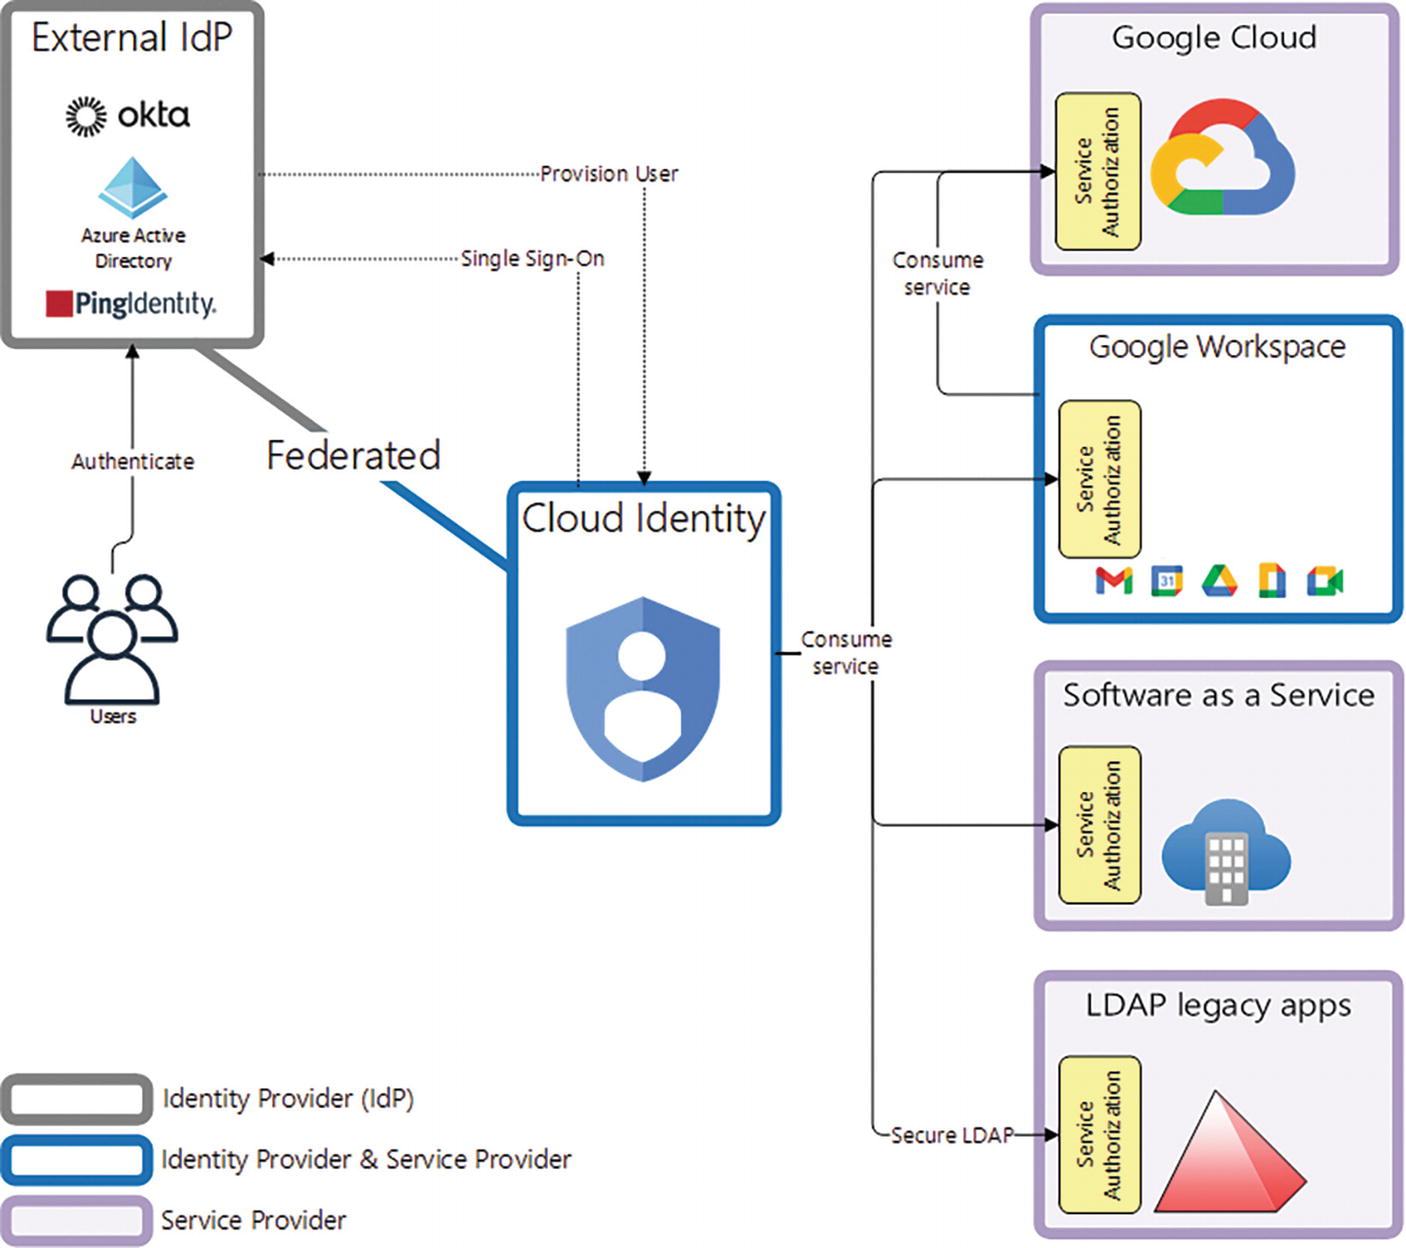 External IdP
okta
Azure Active
Directory
PingIdentity.
Provision User
Single Sign-On
Authenticate
Federated
Users
Cloud Identity
Consume
service
Consume
service
Google Cloud
Service
Authorization
Google Workspace
Service
Authorization
31
Software as a Service
Service
Authorization
LDAP legacy apps
Secure LDAP
Service
Authorization
Identity Provider (IdP)
Identity Provider & Service Provider
Service Provider